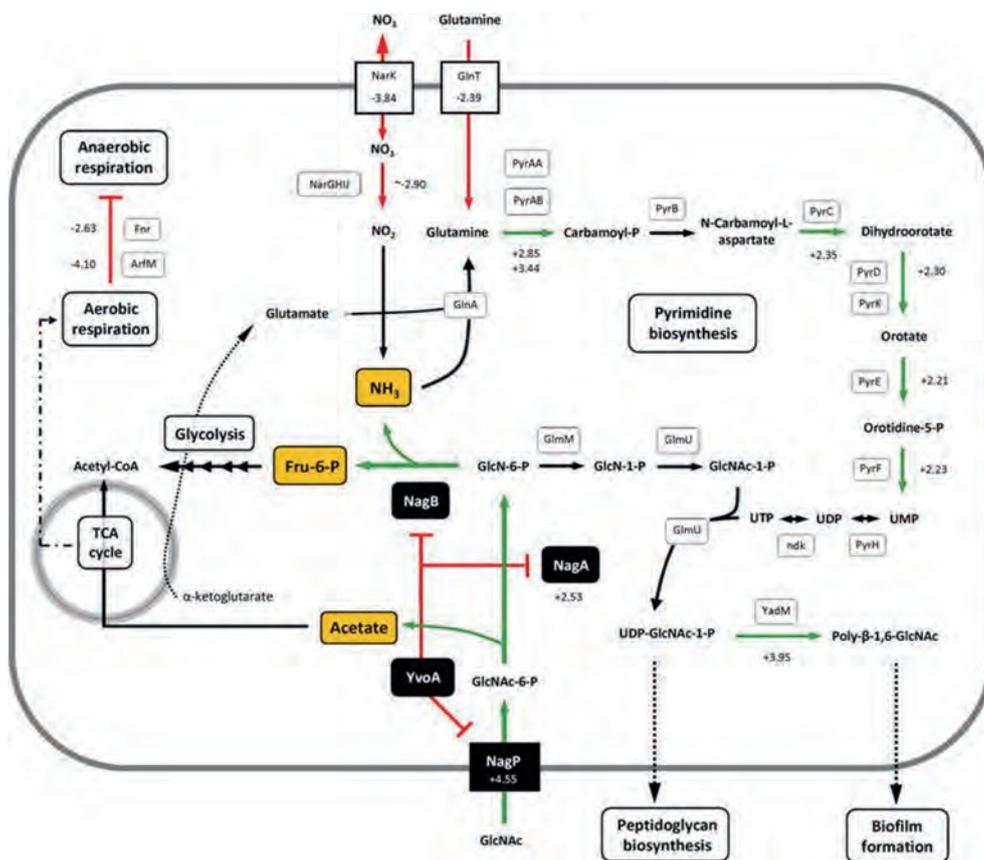 NO3
Glutamine
NarK
-3.84
GlnT
-2.39
Anaerobic
respiration
NO3
PyrAA
NarGHIJ
~-2.90
PyrAB
PyrB
N-Carbamoyl-L-
aspartate
PyrC
-2.63
Fnr
NO2
Glutamine
Carbamoyl-P
Dihydroorotate
-4.10
ArfM
+2.85
+3.44
+2.35
PyrD
+2.30
PyrK
Aerobic
respiration
Glutamate
GlnA
Pyrimidine
biosynthesis
Orotate
NH3
PyrE
+2.21
Glycolysis
Orotidine-5-P
Acetyl-CoA
Fru-6-P
GlcN-6-P
GlmM
GlcN-1-P
GlmU
GlcNAc-1-P
PyrF
+2.23
NagB
TCA
cycle
GlmU
UTP
UDP
UMP
ndk
PyrH
NagA
+2.53
α-ketoglutarate
Acetate
UDP-GlcNAc-1-P
YadM
+3.95
Poly-β-1,6-GlcNAc
YvoA
GlcNAc-6-P
NagP
+4.55
GlcNAc
Peptidoglycan
biosynthesis
Biofilm
formation